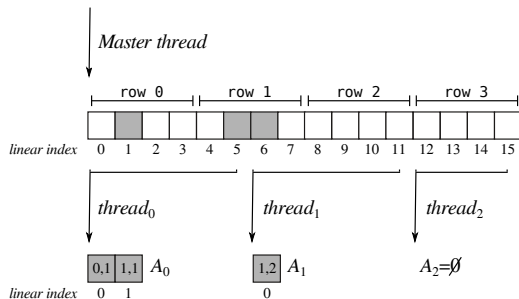 Master thread
row 0 row 1 row 2 row 3
linear index 0 1 2 3 4 5 6 7 8 9 10 11 12 13 14 15
thread₀ thread₁ thread₂
0,1 1,1 A₀ 1,2 A₁ A₂=∅
linear index 0 1 0